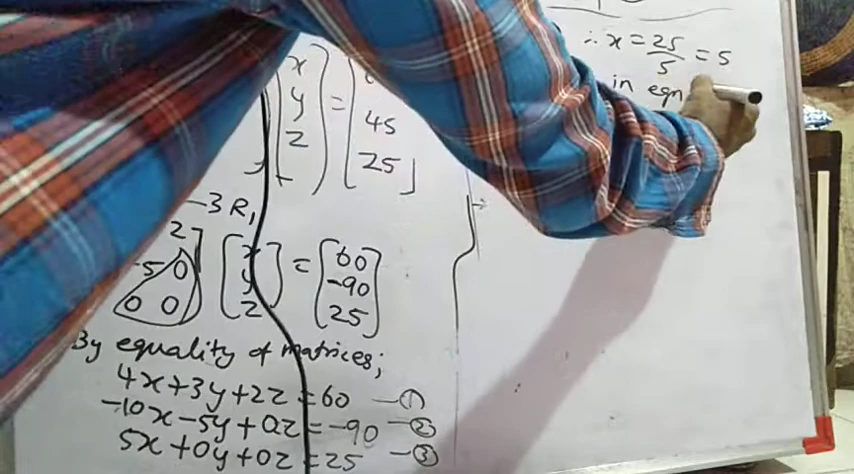 x
y = 45
z 25
-3R₁
2 [x y z] = [60 -90 25]
-5 0
0 0
By equality of matrices;
4x+3y+2z=60 —①
-10x-5y+0z=-90 —②
5x+0y+0z=25 —③
∴ x = 25/5 = 5
in eqn